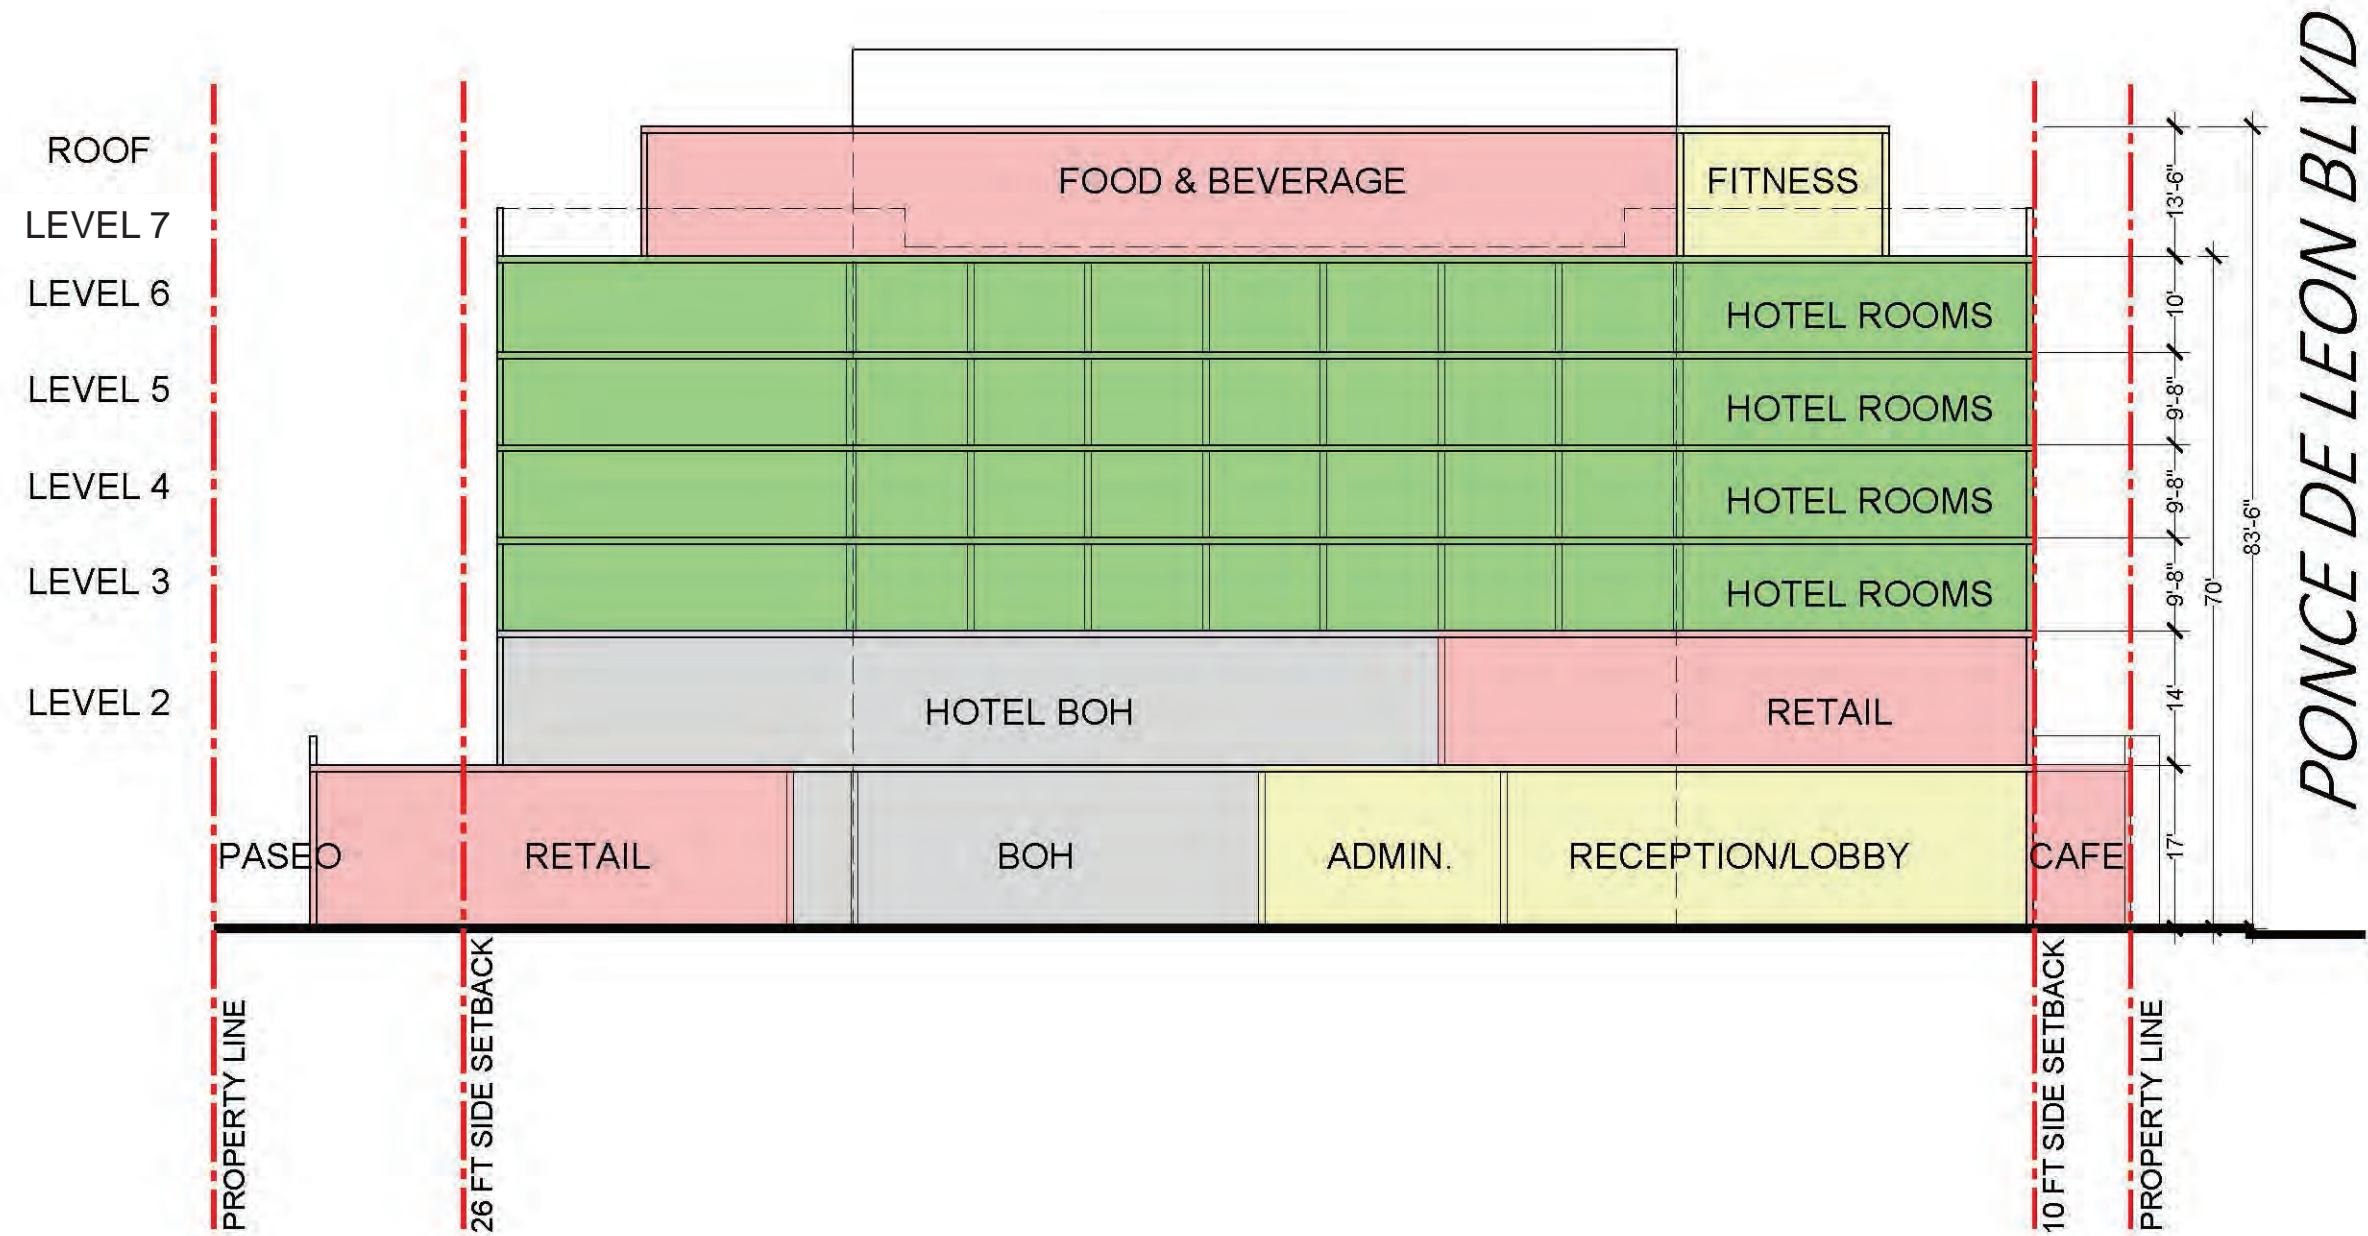 ROOF
LEVEL 7
LEVEL 6
LEVEL 5
LEVEL 4
LEVEL 3
LEVEL 2
FOOD & BEVERAGE
FITNESS
HOTEL ROOMS
HOTEL ROOMS
HOTEL ROOMS
HOTEL ROOMS
HOTEL BOH
RETAIL
PASEO
RETAIL
BOH
ADMIN.
RECEPTION/LOBBY
CAFE
13'-6"
10'
9'-8"
9'-8"
9'-8"
14'
17'
70'
83'-6"
PONCE DE LEON BLVD
PROPERTY LINE
26 FT SIDE SETBACK
10 FT SIDE SETBACK
PROPERTY LINE